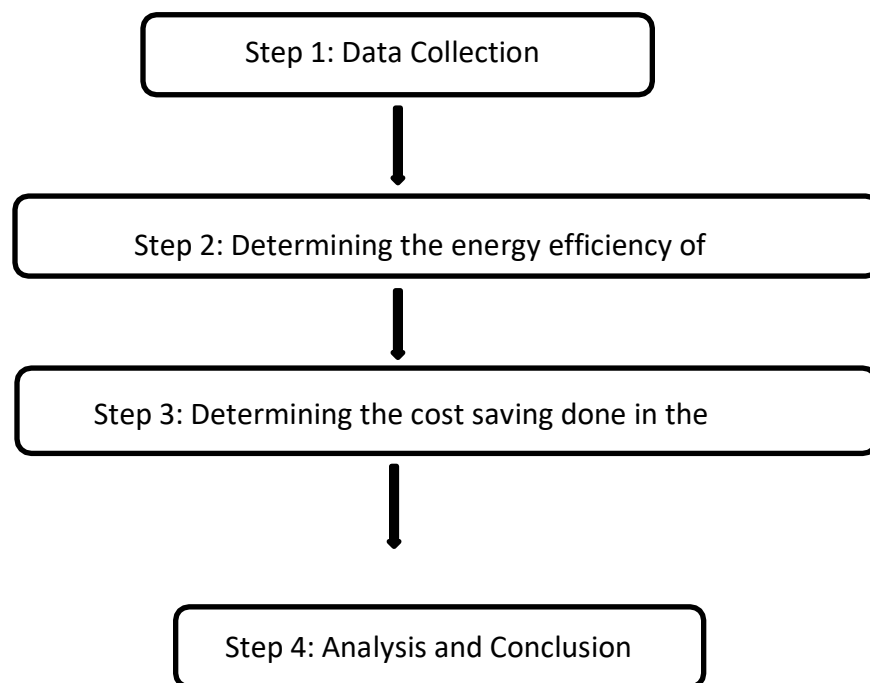 Step 1: Data Collection
Step 2: Determining the energy efficiency of
Step 3: Determining the cost saving done in the
Step 4: Analysis and Conclusion